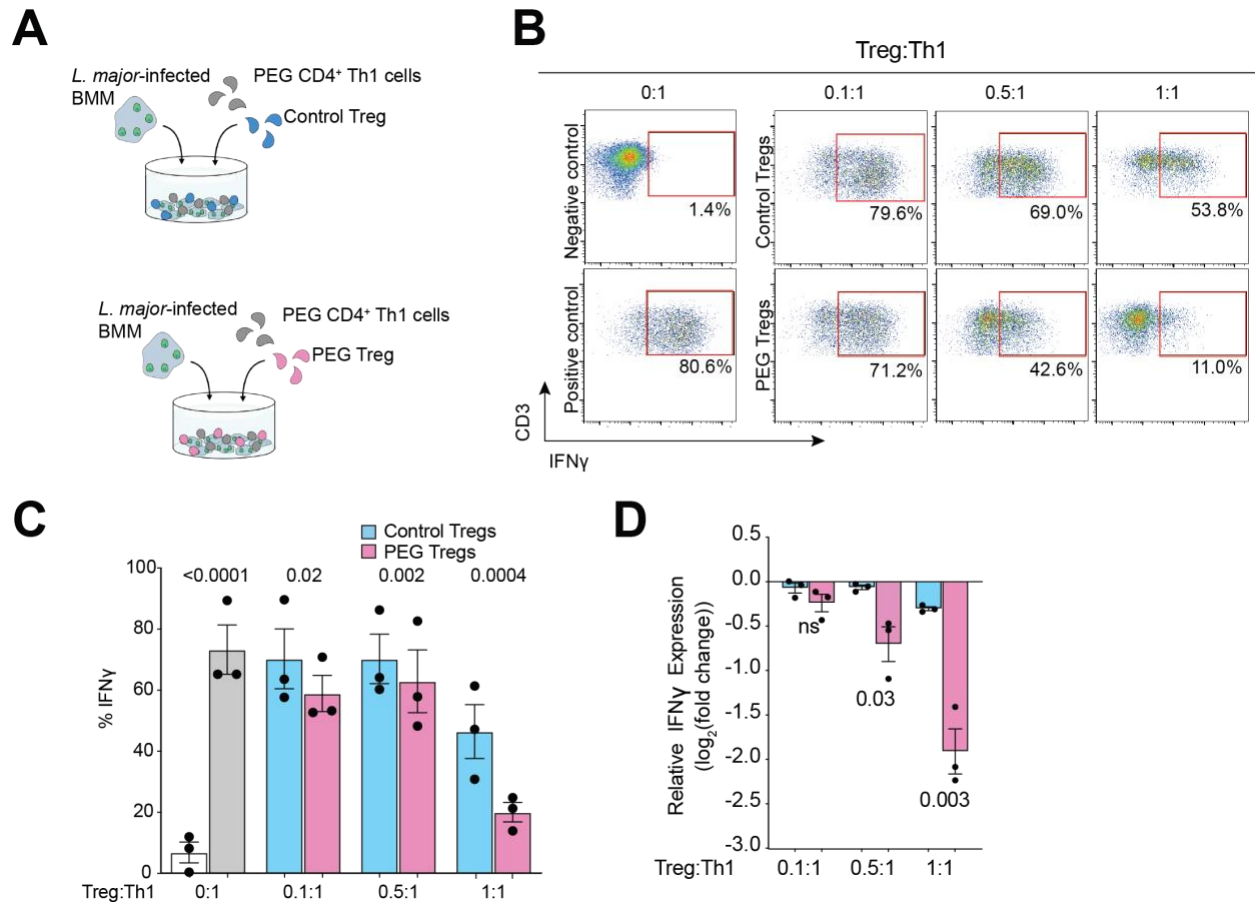 A
L. major-infected
BMM
PEG CD4⁺ Th1 cells
Control Treg
L. major-infected
BMM
PEG CD4⁺ Th1 cells
PEG Treg
B
Treg:Th1
0:1
0.1:1
0.5:1
1:1
Negative control
1.4%
Control Tregs
79.6%
69.0%
53.8%
Positive control
80.6%
PEG Tregs
71.2%
42.6%
11.0%
CD3
IFNγ
C
Control Tregs
PEG Tregs
<0.0001
0.02
0.002
0.0004
% IFNγ
100
80
60
40
20
0
Treg:Th1
0:1
0.1:1
0.5:1
1:1
D
Relative IFNγ Expression
(log₂(fold change))
0.5
0.0
-0.5
-1.0
-1.5
-2.0
-2.5
-3.0
ns
0.03
0.003
Treg:Th1
0.1:1
0.5:1
1:1